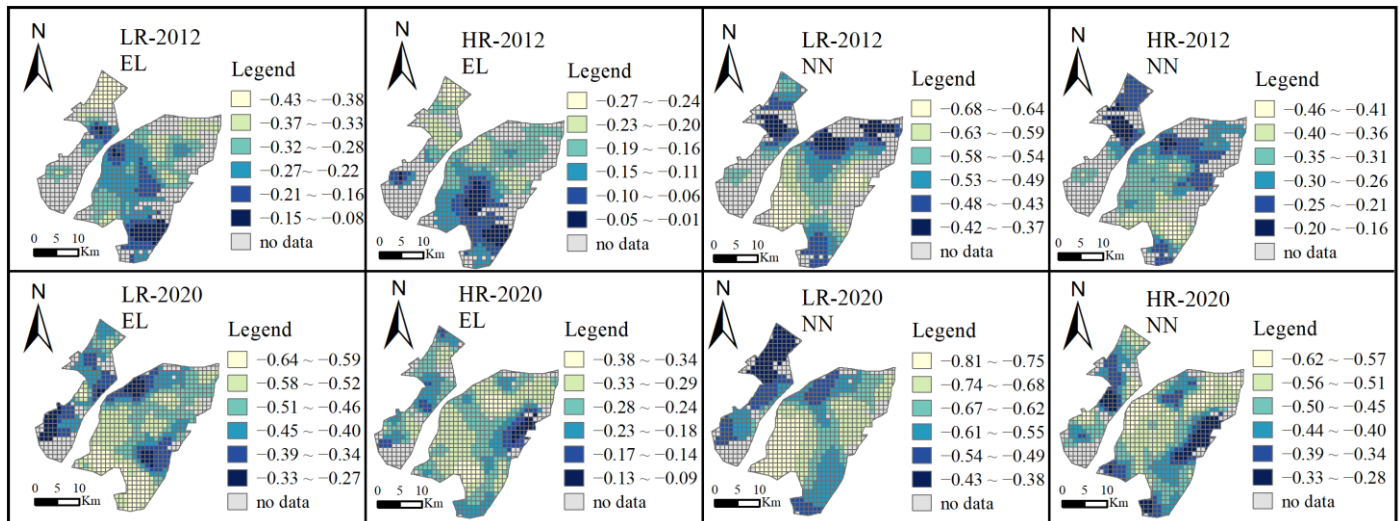 N
LR-2012
EL
Legend
−0.43 ~ −0.38
−0.37 ~ −0.33
−0.32 ~ −0.28
−0.27 ~ −0.22
−0.21 ~ −0.16
−0.15 ~ −0.08
no data
0 5 10
Km
N
HR-2012
EL
Legend
−0.27 ~ −0.24
−0.23 ~ −0.20
−0.19 ~ −0.16
−0.15 ~ −0.11
−0.10 ~ −0.06
−0.05 ~ −0.01
no data
0 5 10
Km
N
LR-2012
NN
Legend
−0.68 ~ −0.64
−0.63 ~ −0.59
−0.58 ~ −0.54
−0.53 ~ −0.49
−0.48 ~ −0.43
−0.42 ~ −0.37
no data
0 5 10
Km
N
HR-2012
NN
Legend
−0.46 ~ −0.41
−0.40 ~ −0.36
−0.35 ~ −0.31
−0.30 ~ −0.26
−0.25 ~ −0.21
−0.20 ~ −0.16
no data
0 5 10
Km
N
LR-2020
EL
Legend
−0.64 ~ −0.59
−0.58 ~ −0.52
−0.51 ~ −0.46
−0.45 ~ −0.40
−0.39 ~ −0.34
−0.33 ~ −0.27
no data
0 5 10
Km
N
HR-2020
EL
Legend
−0.38 ~ −0.34
−0.33 ~ −0.29
−0.28 ~ −0.24
−0.23 ~ −0.18
−0.17 ~ −0.14
−0.13 ~ −0.09
no data
0 5 10
Km
N
LR-2020
NN
Legend
−0.81 ~ −0.75
−0.74 ~ −0.68
−0.67 ~ −0.62
−0.61 ~ −0.55
−0.54 ~ −0.49
−0.43 ~ −0.38
no data
0 5 10
Km
N
HR-2020
NN
Legend
−0.62 ~ −0.57
−0.56 ~ −0.51
−0.50 ~ −0.45
−0.44 ~ −0.40
−0.39 ~ −0.34
−0.33 ~ −0.28
no data
0 5 10
Km